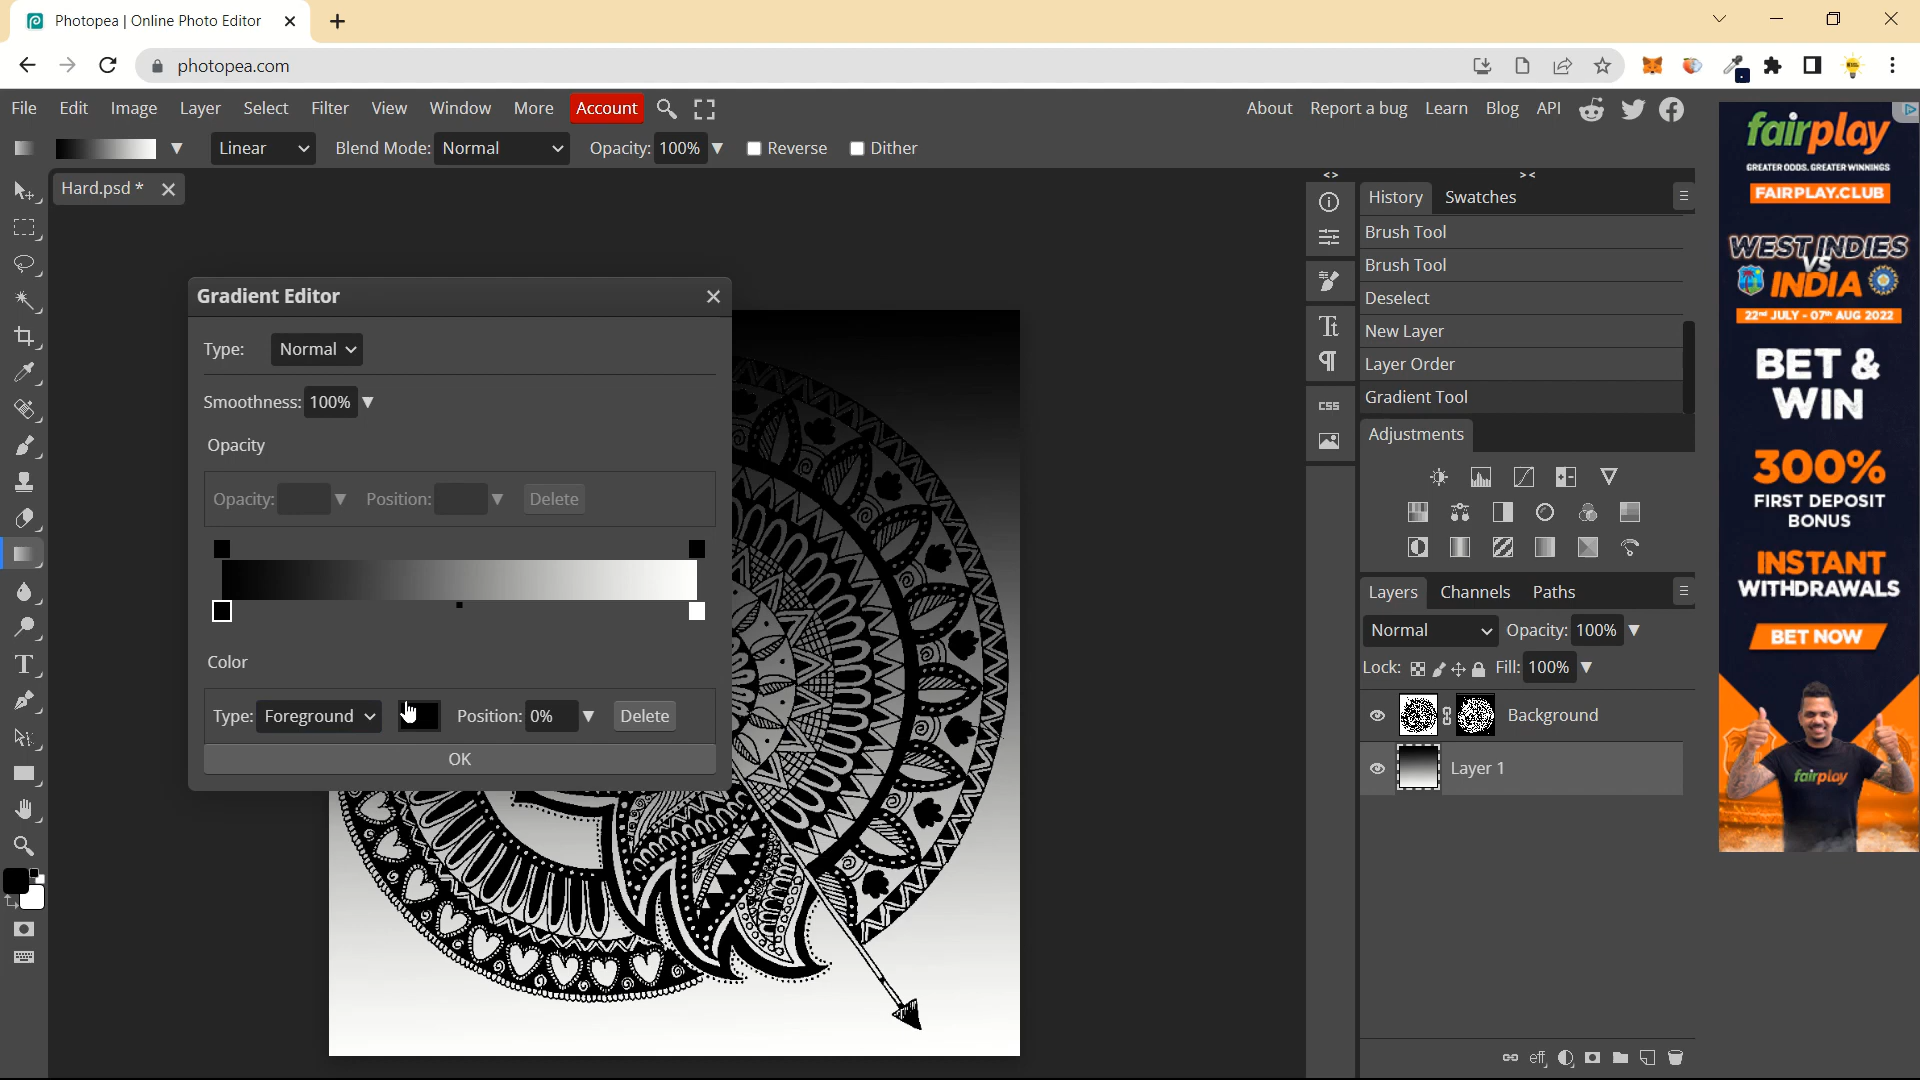 Photopea | Online Photo Editor
photopea.com
File Edit Image Layer Select Filter View Window More Account
About Report a bug Learn Blog API
Linear Blend Mode: Normal Opacity: 100% Reverse Dither
Hard.psd *
Gradient Editor
Type: Normal
Smoothness: 100%
Opacity
Opacity: Position: Delete
Color
Type: Foreground Position: 0% Delete
OK
History Swatches
Brush Tool
Brush Tool
Deselect
New Layer
Layer Order
Gradient Tool
Adjustments
Layers Channels Paths
Normal Opacity: 100%
Lock: Fill: 100%
Background
Layer 1
CSS
eff
fairplay
GREATER ODDS. GREATER WINNINGS
FAIRPLAY.CLUB
WEST INDIES
VS
INDIA
22ND JULY - 07th AUG 2022
BET &
WIN
300%
FIRST DEPOSIT
BONUS
INSTANT
WITHDRAWALS
BET NOW
fairplay